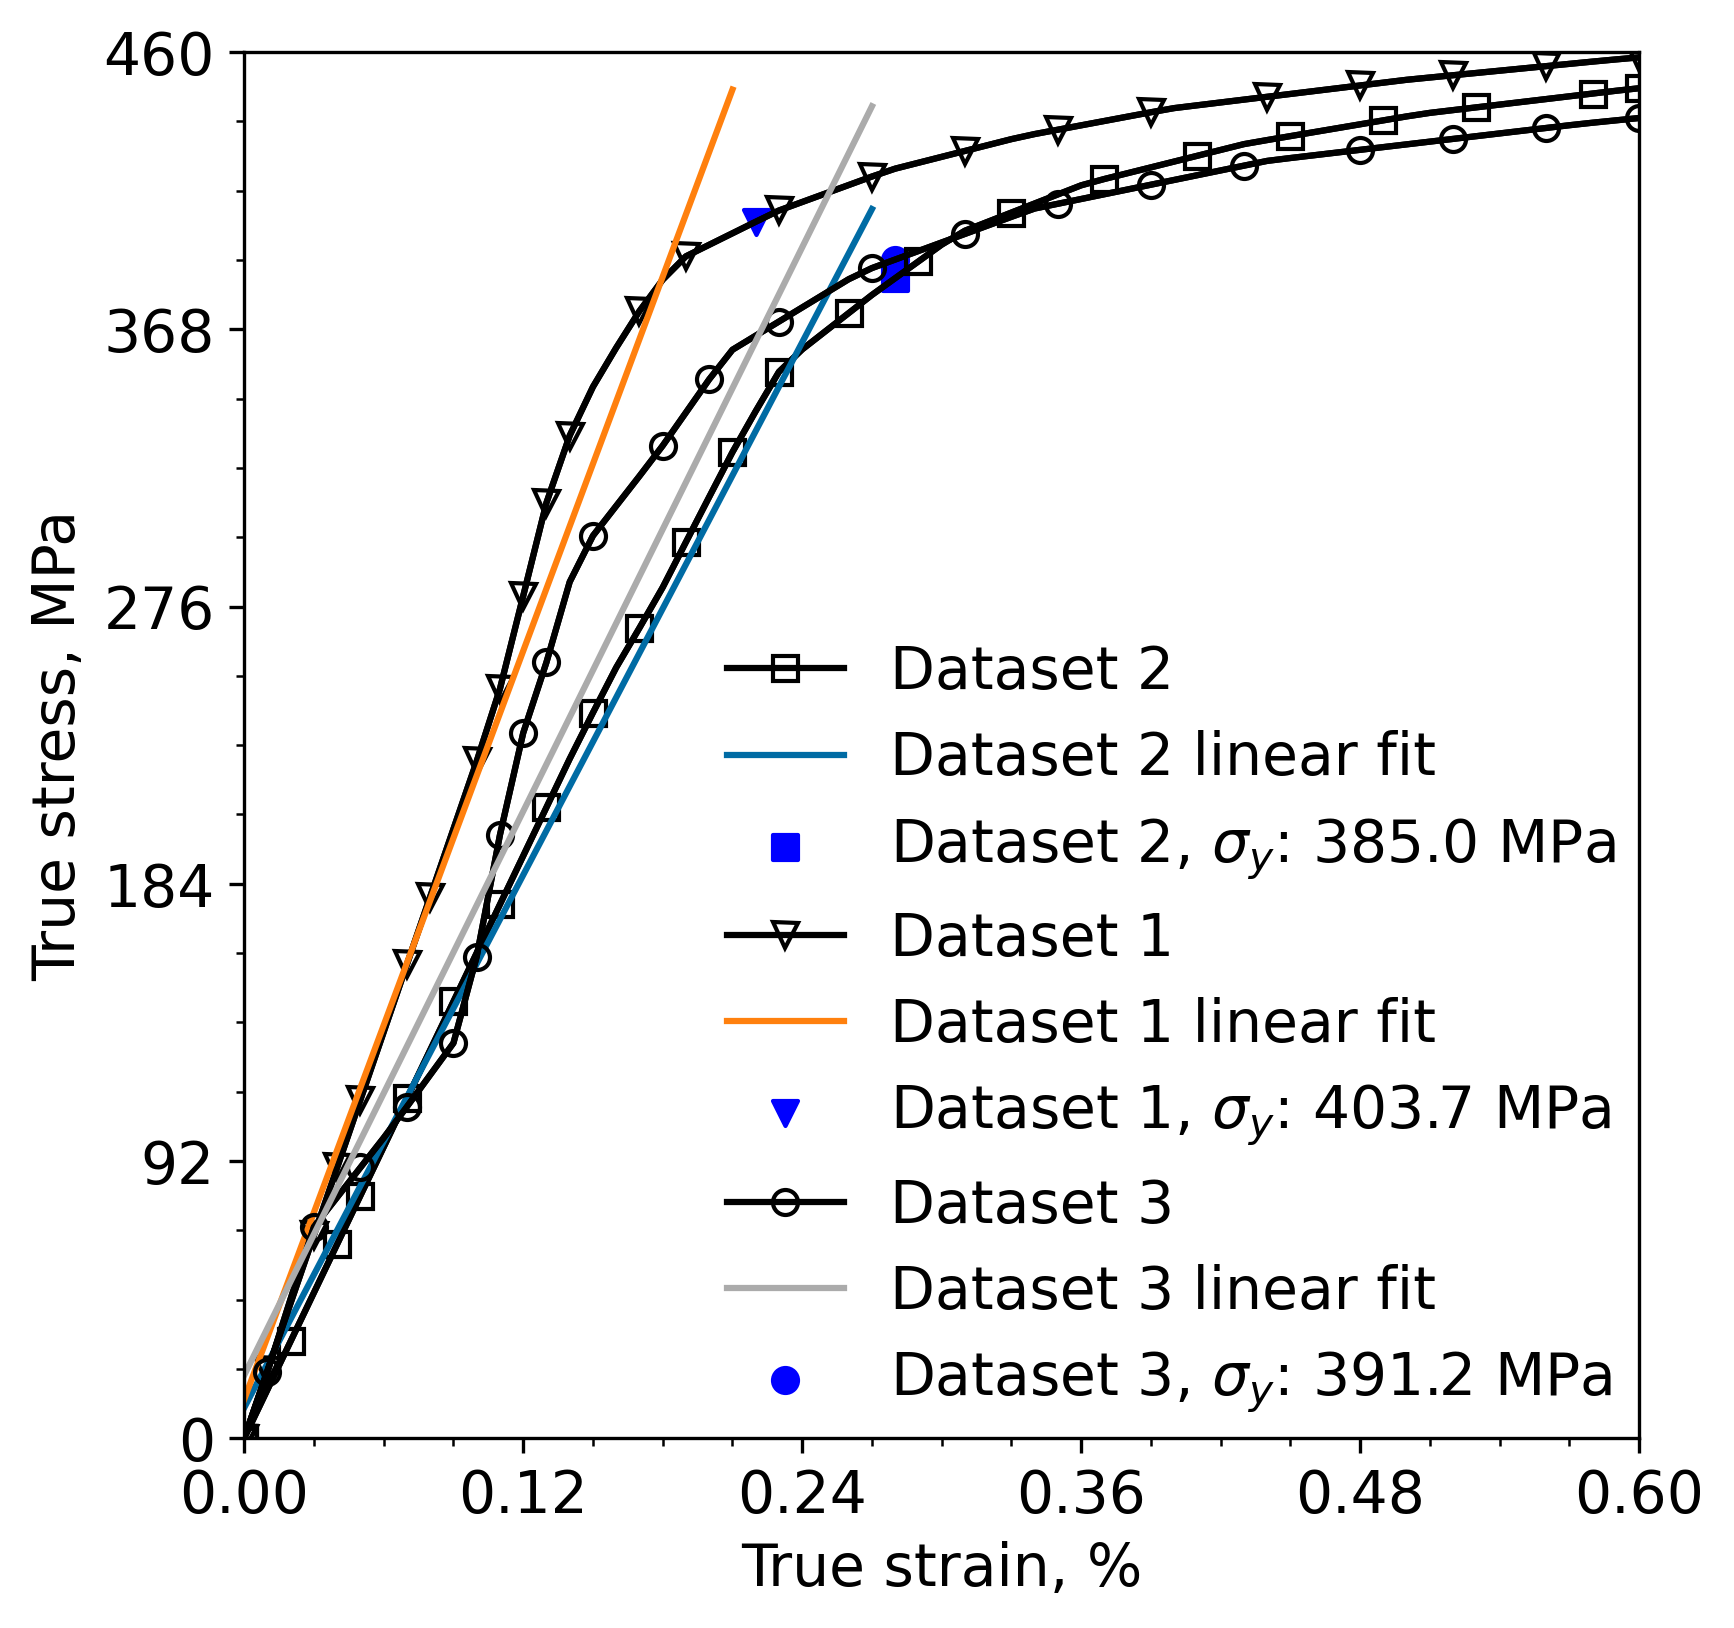 460
368
276
184
92
0
True stress, MPa
Dataset 2
Dataset 2 linear fit
Dataset 2, σy: 385.0 MPa
Dataset 1
Dataset 1 linear fit
Dataset 1, σy: 403.7 MPa
Dataset 3
Dataset 3 linear fit
Dataset 3, σy: 391.2 MPa
0.00 0.12 0.24 0.36 0.48 0.60
True strain, %